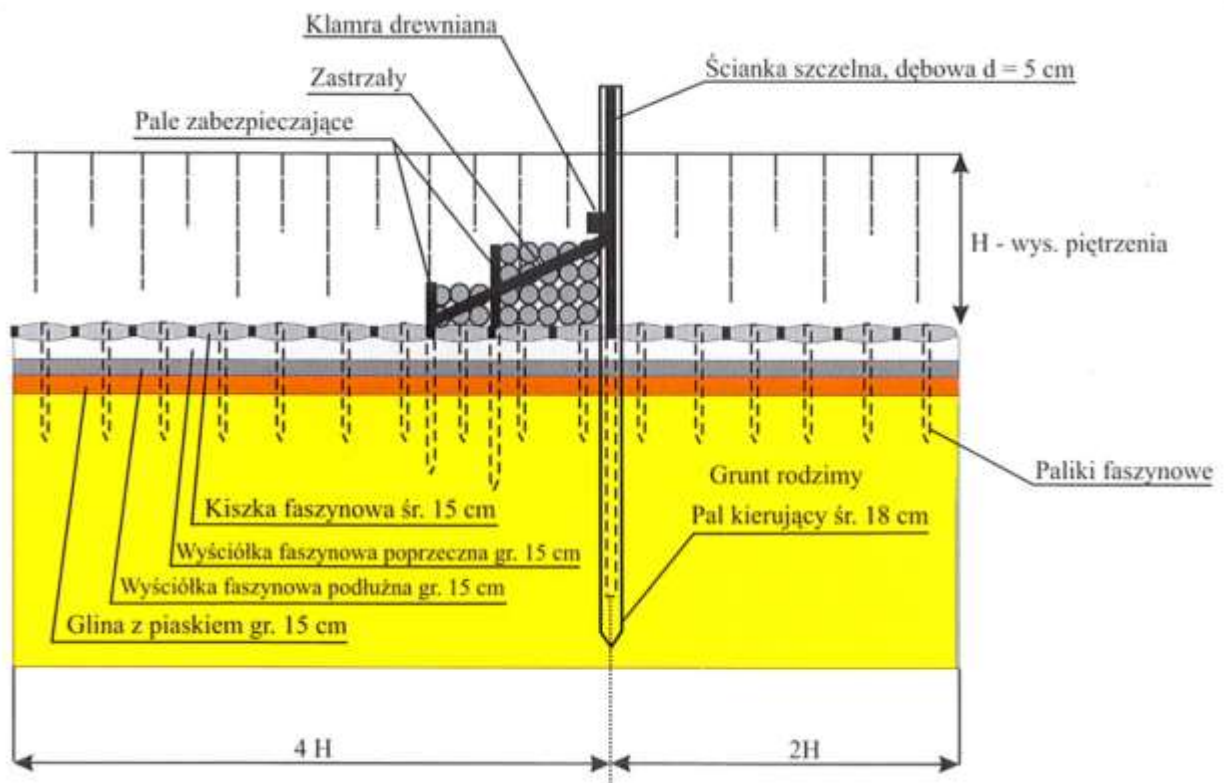 Klamra drewniana
Ścianka szczelna, dębowa d = 5 cm
Zastrzały
Pale zabezpieczające
H - wys. piętrzenia
Paliki faszynowe
Grunt rodzimy
Pal kierujący śr. 18 cm
Kiszka faszynowa śr. 15 cm
Wyściółka faszynowa poprzeczna gr. 15 cm
Wyściółka faszynowa podłużna gr. 15 cm
Glina z piaskiem gr. 15 cm
4 H
2H